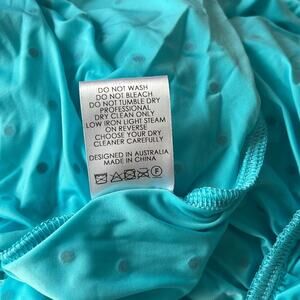 DO NOT WASH
DO NOT BLEACH
DO NOT TUMBLE DRY
PROFESSIONAL
DRY CLEAN ONLY
LOW IRON LIGHT STEAM
ON REVERSE
CHOOSE YOUR DRY
CLEANER CAREFULLY
DESIGNED IN AUSTRALIA
MADE IN CHINA
F